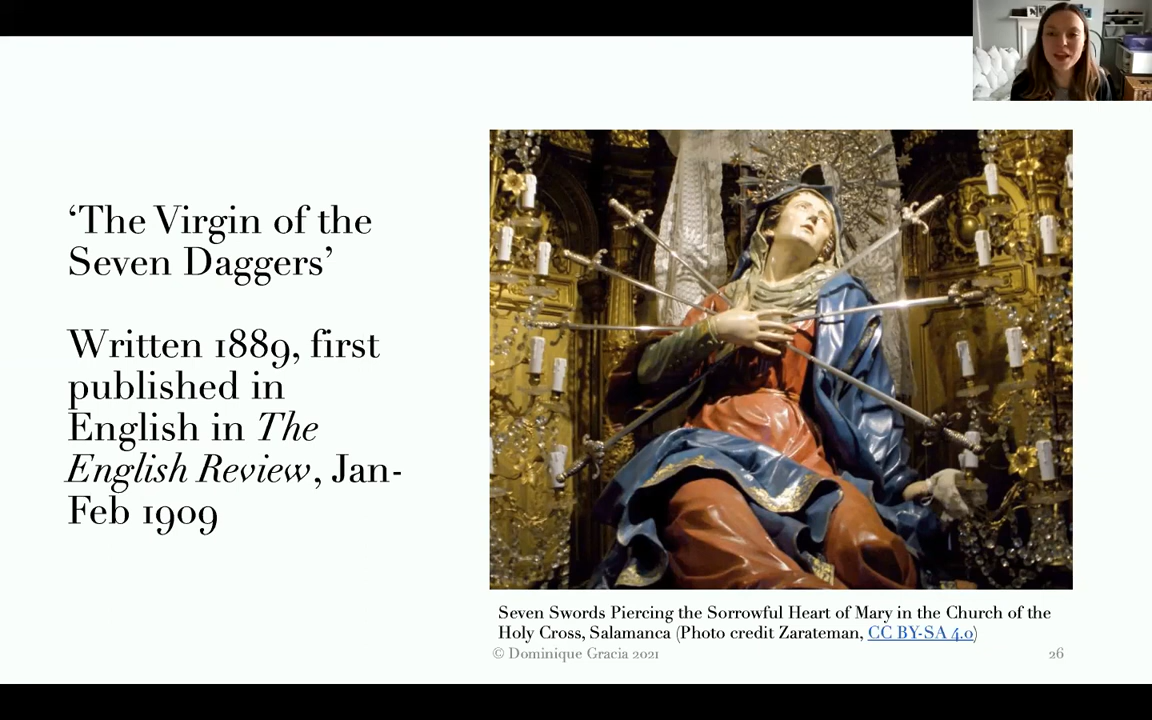 ‘The Virgin of the
Seven Daggers’
Written 1889, first
published in
English in The
English Review, Jan-
Feb 1909
Seven Swords Piercing the Sorrowful Heart of Mary in the Church of the
Holy Cross, Salamanca (Photo credit Zarateman, CC BY-SA 4.0)
© Dominique Gracia 2021
26